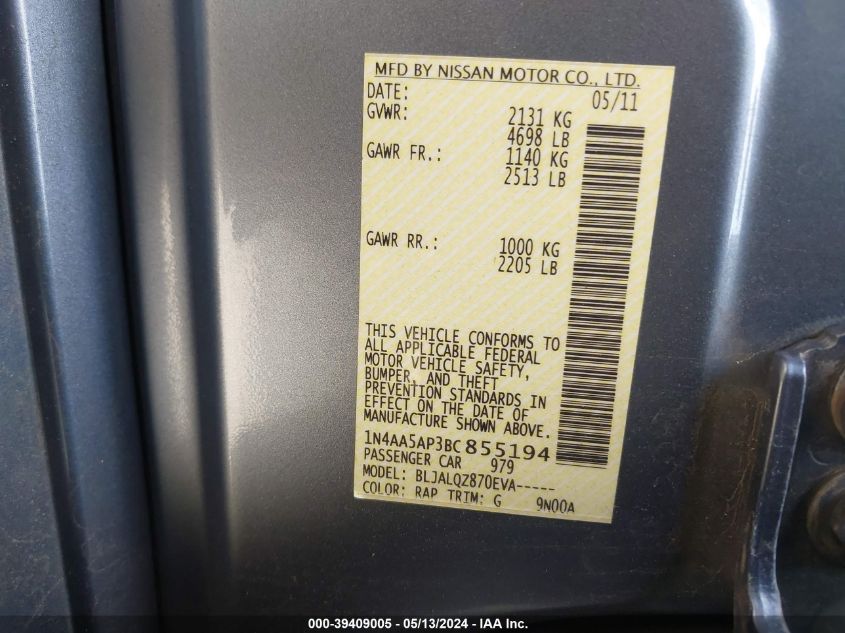 MFD BY NISSAN MOTOR CO., LTD.
DATE: 05/11
GVWR: 2131 KG
4698 LB
GAWR FR.: 1140 KG
2513 LB
GAWR RR.: 1000 KG
2205 LB
THIS VEHICLE CONFORMS TO
ALL APPLICABLE FEDERAL
MOTOR VEHICLE SAFETY,
BUMPER, AND THEFT
PREVENTION STANDARDS IN
EFFECT ON THE DATE OF
MANUFACTURE SHOWN ABOVE.
1N4AA5AP3BC855194
PASSENGER CAR 979
MODEL: BLJALQZ870EVA-----
COLOR: RAP TRIM: G 9N00A
000-39409005 - 05/13/2024 - IAA Inc.